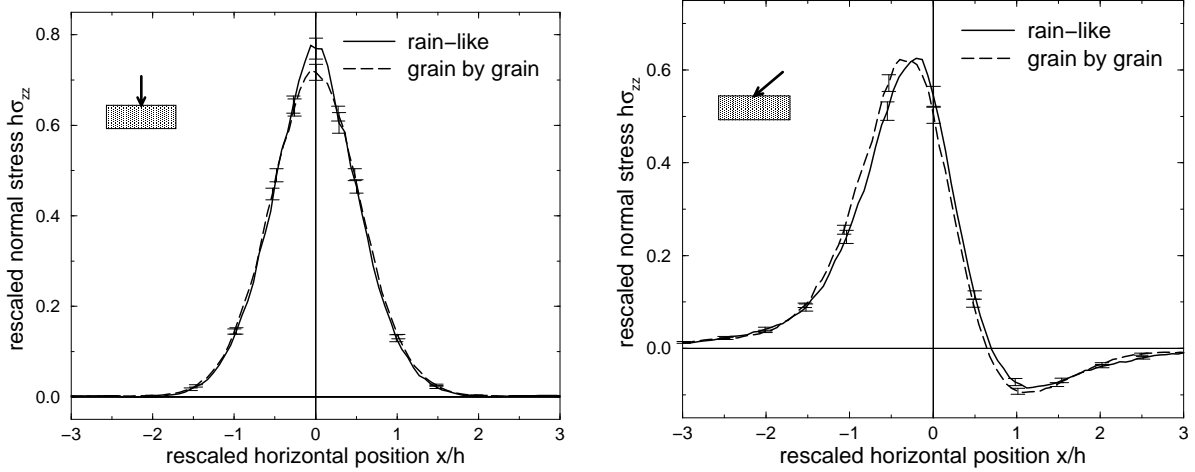 0.8
0.6
0.4
0.2
0.0
rescaled normal stress hσzz
rain−like
grain by grain
−3 −2 −1 0 1 2 3
rescaled horizontal position x/h
0.6
0.4
0.2
0.0
rescaled normal stress hσzz
rain−like
grain by grain
−3 −2 −1 0 1 2 3
rescaled horizontal position x/h